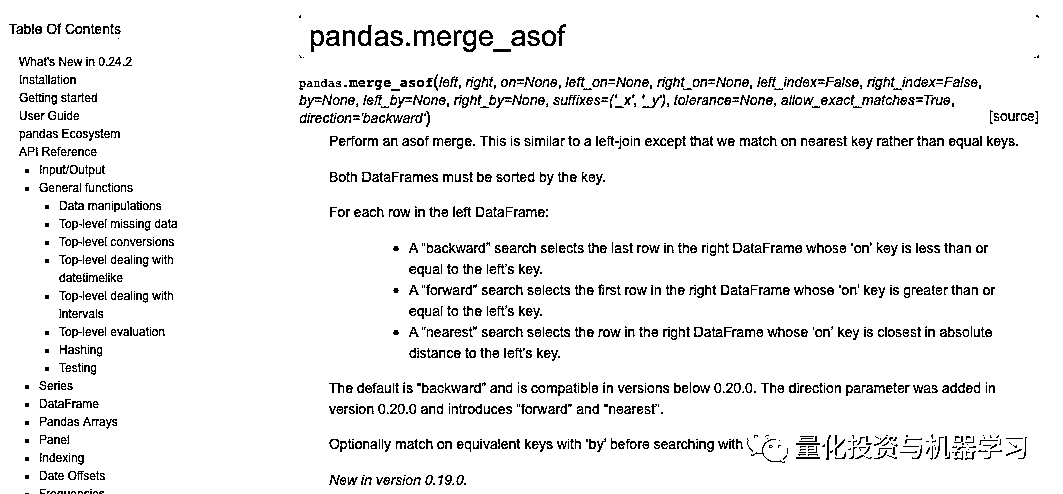 Table Of Contents
What's New in 0.24.2
Installation
Getting started
User Guide
pandas Ecosystem
API Reference
Input/Output
General functions
Data manipulations
Top-level missing data
Top-level conversions
Top-level dealing with
datetimelike
Top-level dealing with
intervals
Top-level evaluation
Hashing
Testing
Series
DataFrame
Pandas Arrays
Panel
Indexing
Date Offsets
Frequencies
pandas.merge_asof
pandas.merge_asof(left, right, on=None, left_on=None, right_on=None, left_index=False, right_index=False,
by=None, left_by=None, right_by=None, suffixes=('_x', '_y'), tolerance=None, allow_exact_matches=True,
direction='backward')
[source]
Perform an asof merge. This is similar to a left-join except that we match on nearest key rather than equal keys.
Both DataFrames must be sorted by the key.
For each row in the left DataFrame:
• A “backward” search selects the last row in the right DataFrame whose ‘on’ key is less than or
equal to the left’s key.
• A “forward” search selects the first row in the right DataFrame whose ‘on’ key is greater than or
equal to the left’s key.
• A “nearest” search selects the row in the right DataFrame whose ‘on’ key is closest in absolute
distance to the left’s key.
The default is “backward” and is compatible in versions below 0.20.0. The direction parameter was added in
version 0.20.0 and introduces “forward” and “nearest”.
Optionally match on equivalent keys with ‘by’ before searching with
量化投资与机器学习
New in version 0.19.0.